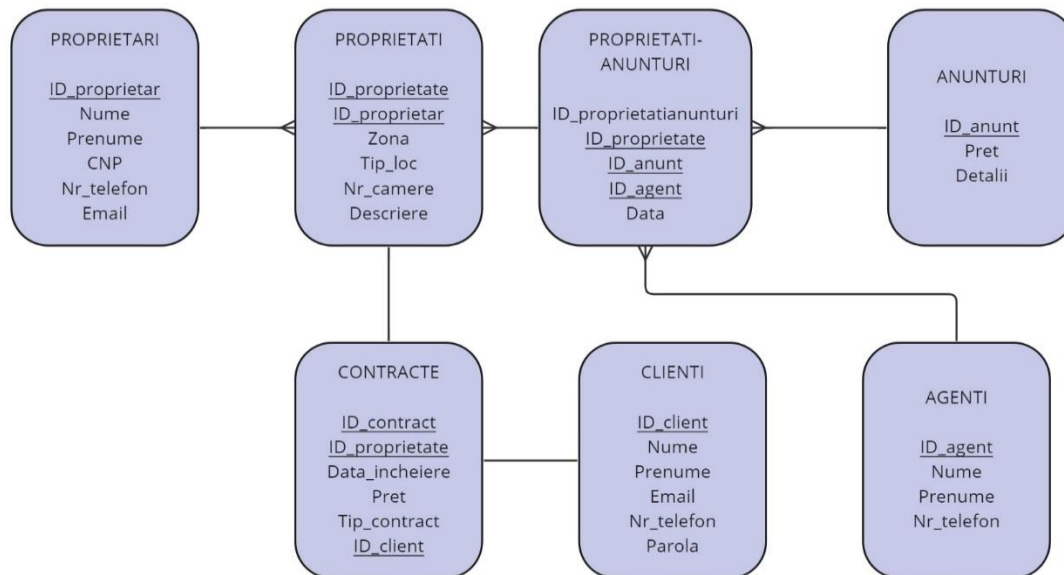 PROPRIETARI
ID_proprietar
Nume
Prenume
CNP
Nr_telefon
Email
PROPRIETATI
ID_proprietate
ID_proprietar
Zona
Tip_loc
Nr_camere
Descriere
PROPRIETATI-
ANUNTURI
ID_proprietatianunturi
ID_proprietate
ID_anunt
ID_agent
Data
ANUNTURI
ID_anunt
Pret
Detalii
CONTRACTE
ID_contract
ID_proprietate
Data_incheiere
Pret
Tip_contract
ID_client
CLIENTI
ID_client
Nume
Prenume
Email
Nr_telefon
Parola
AGENTI
ID_agent
Nume
Prenume
Nr_telefon